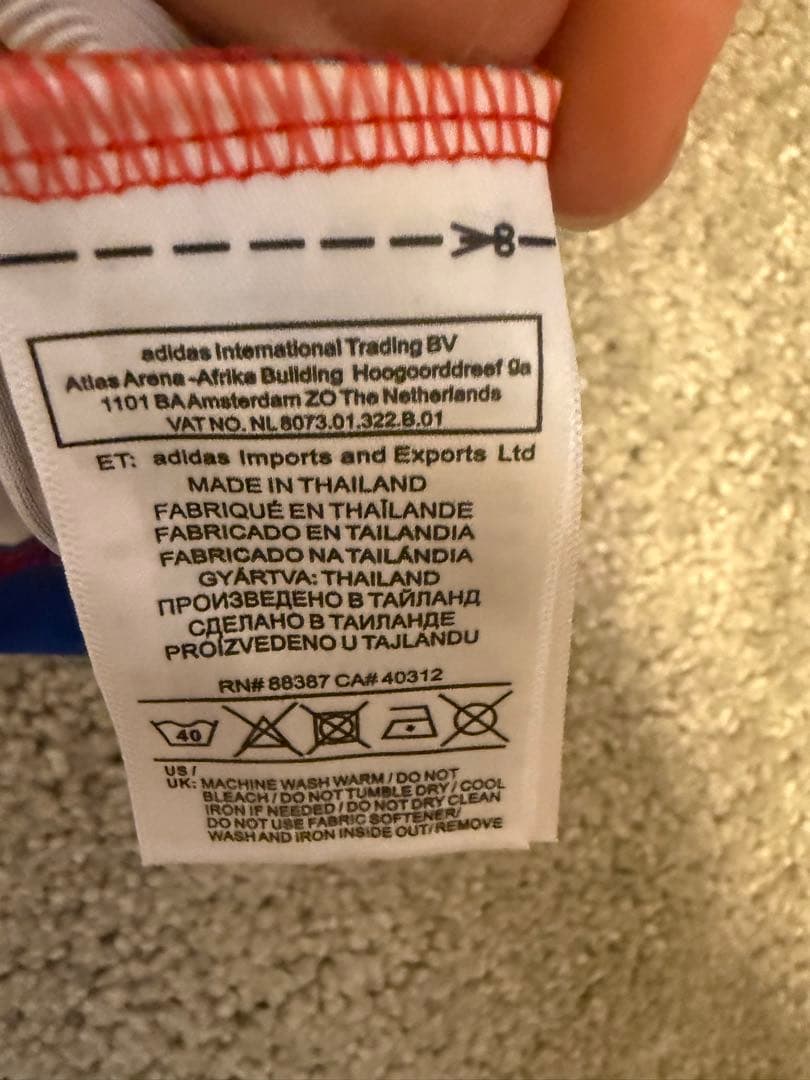 adidas International Trading BV
Atlas Arena-Afrika Building Hoogoorddreef 9a
1101 BA Amsterdam ZO The Netherlands
VAT NO. NL 8073.01.322.B.01
ET: adidas Imports and Exports Ltd
MADE IN THAILAND
FABRIQUÉ EN THAÏLANDE
FABRICADO EN TAILANDIA
FABRICADO NA TAILÁNDIA
GYÁRTVA: THAILAND
ПРОИЗВЕДЕНО В ТАЙЛАНД
СДЕЛАНО В ТАИЛАНДЕ
PROIZVEDENO U TAJLANDU
RN# 88387 CA# 40312
40
US /
UK: MACHINE WASH WARM / DO NOT
BLEACH / DO NOT TUMBLE DRY / COOL
IRON IF NEEDED / DO NOT DRY CLEAN
DO NOT USE FABRIC SOFTENER/
WASH AND IRON INSIDE OUT/ REMOVE